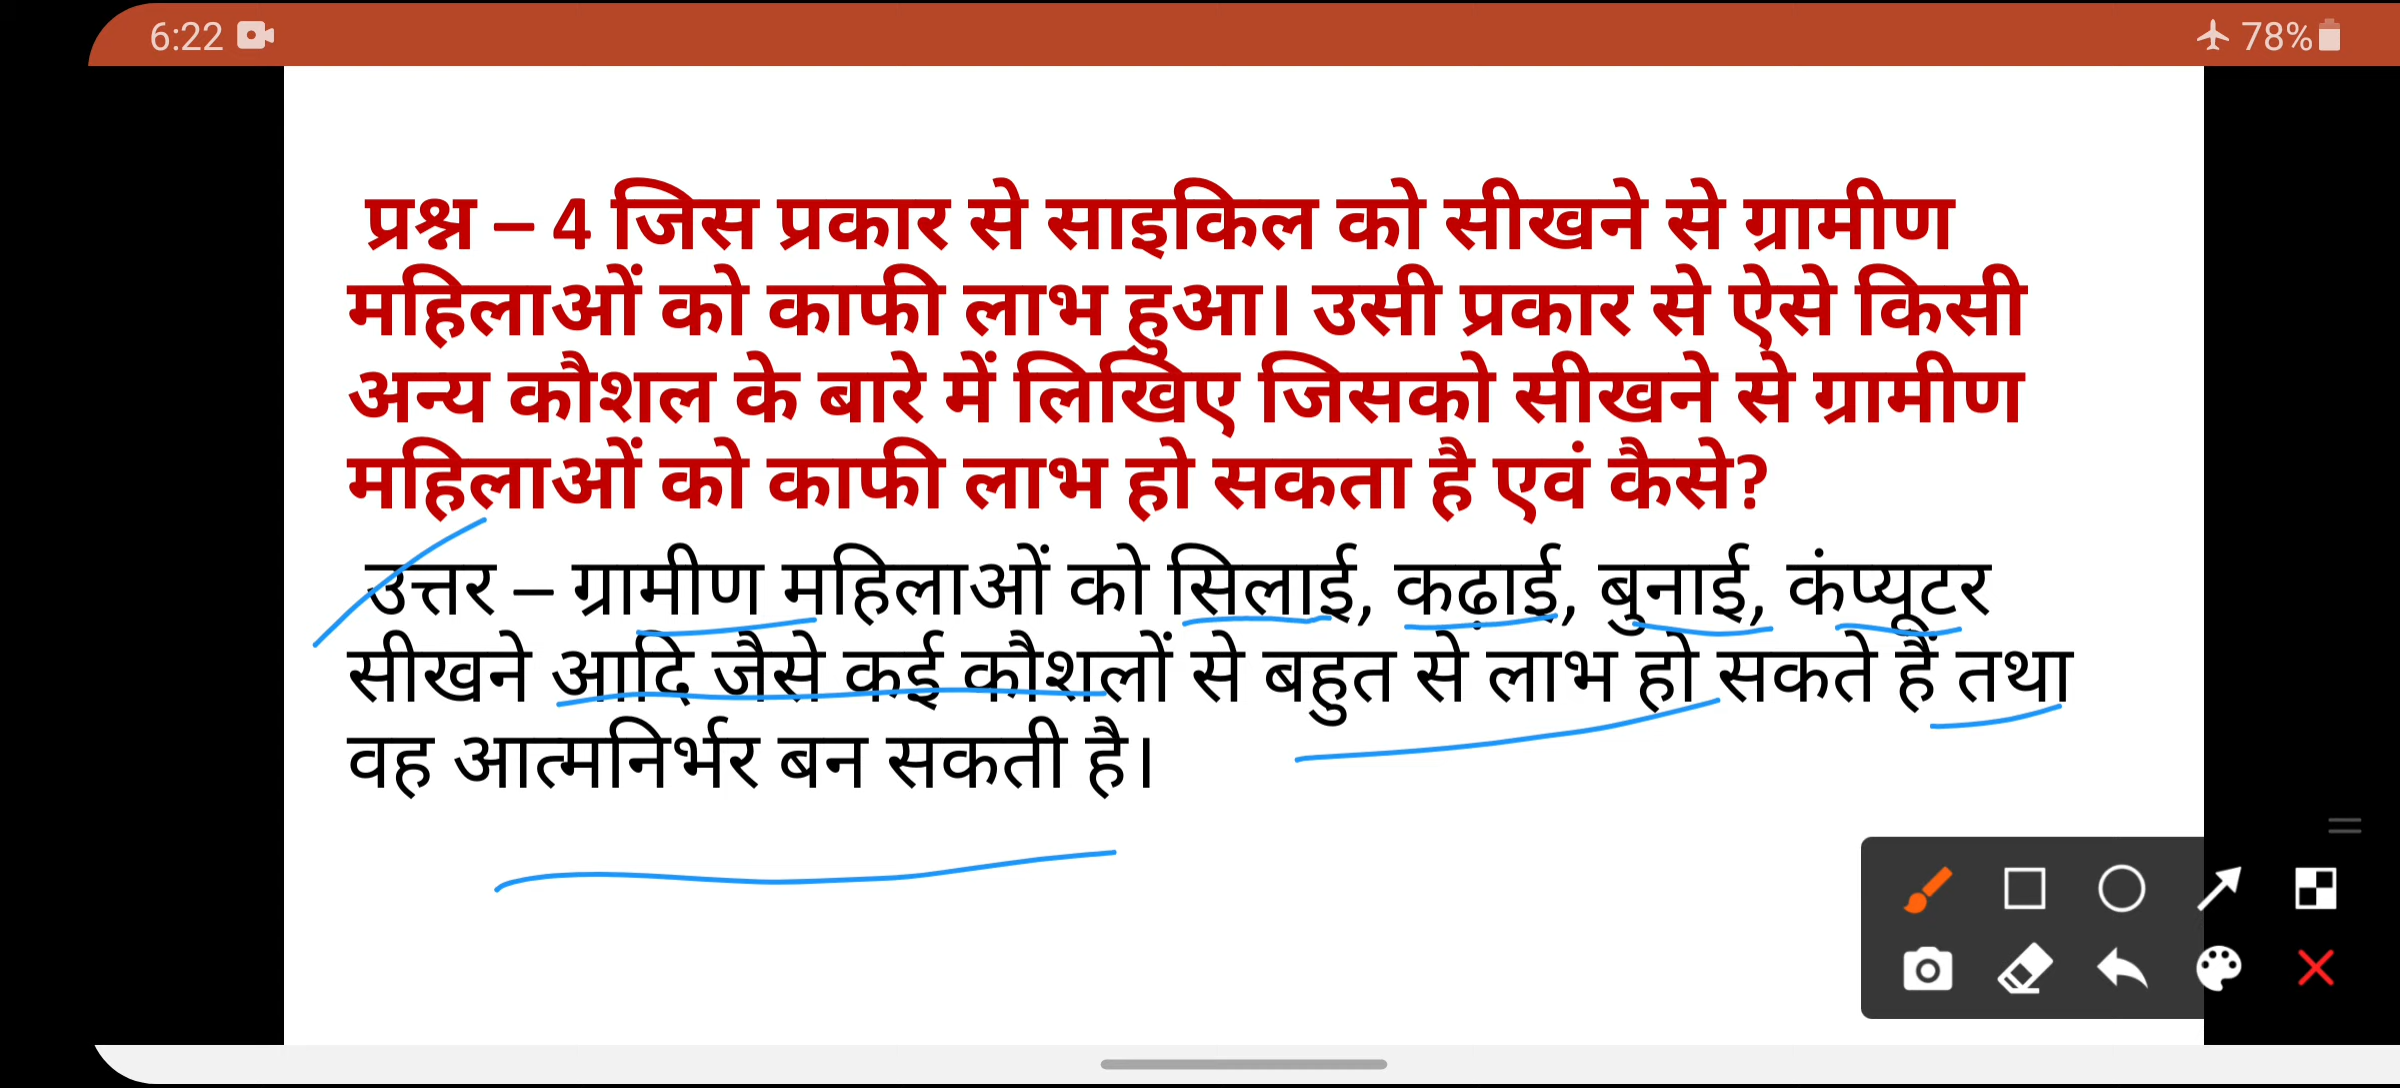 6:22
78%
प्रश्न – 4 जिस प्रकार से साइकिल को सीखने से ग्रामीण
महिलाओं को काफी लाभ हुआ। उसी प्रकार से ऐसे किसी
अन्य कौशल के बारे में लिखिए जिसको सीखने से ग्रामीण
महिलाओं को काफी लाभ हो सकता है एवं कैसे?
उत्तर – ग्रामीण महिलाओं को सिलाई, कढ़ाई, बुनाई, कंप्यूटर
सीखने आदि जैसे कई कौशलों से बहुत से लाभ हो सकते हैं तथा
वह आत्मनिर्भर बन सकती है।